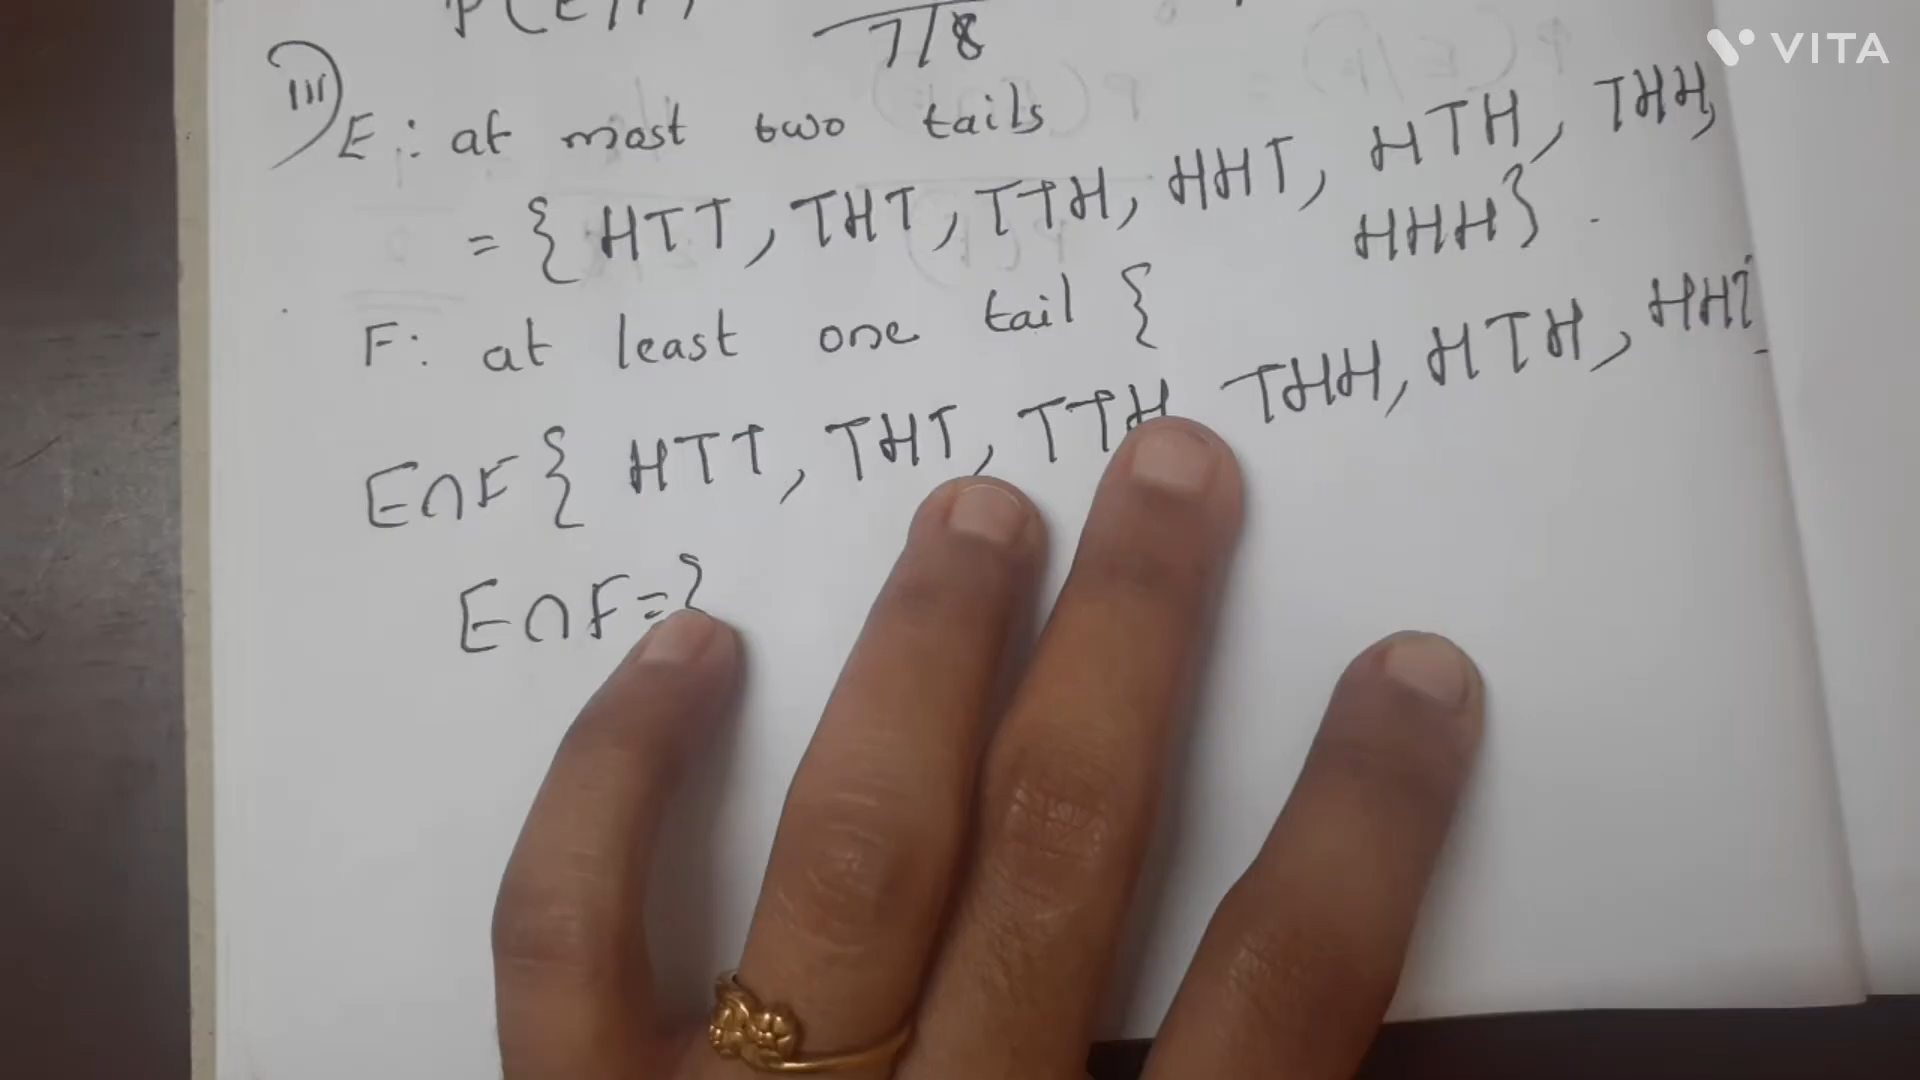 7/8
VITA
III) E : at most two tails
= { HTT, THT, TTH, HHT, HTH, THH,
HHH} .
F: at least one tail {
E∩F { HTT, THT, TTH THH, HTH, HHT
E∩F = {